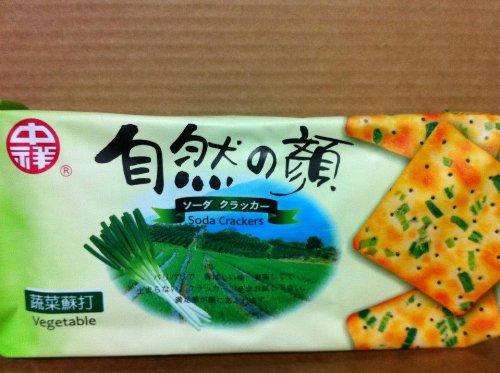 中祥
®
自然の顔
ソーダ クラッカー
Soda Crackers
蔬菜蘇打
Vegetable